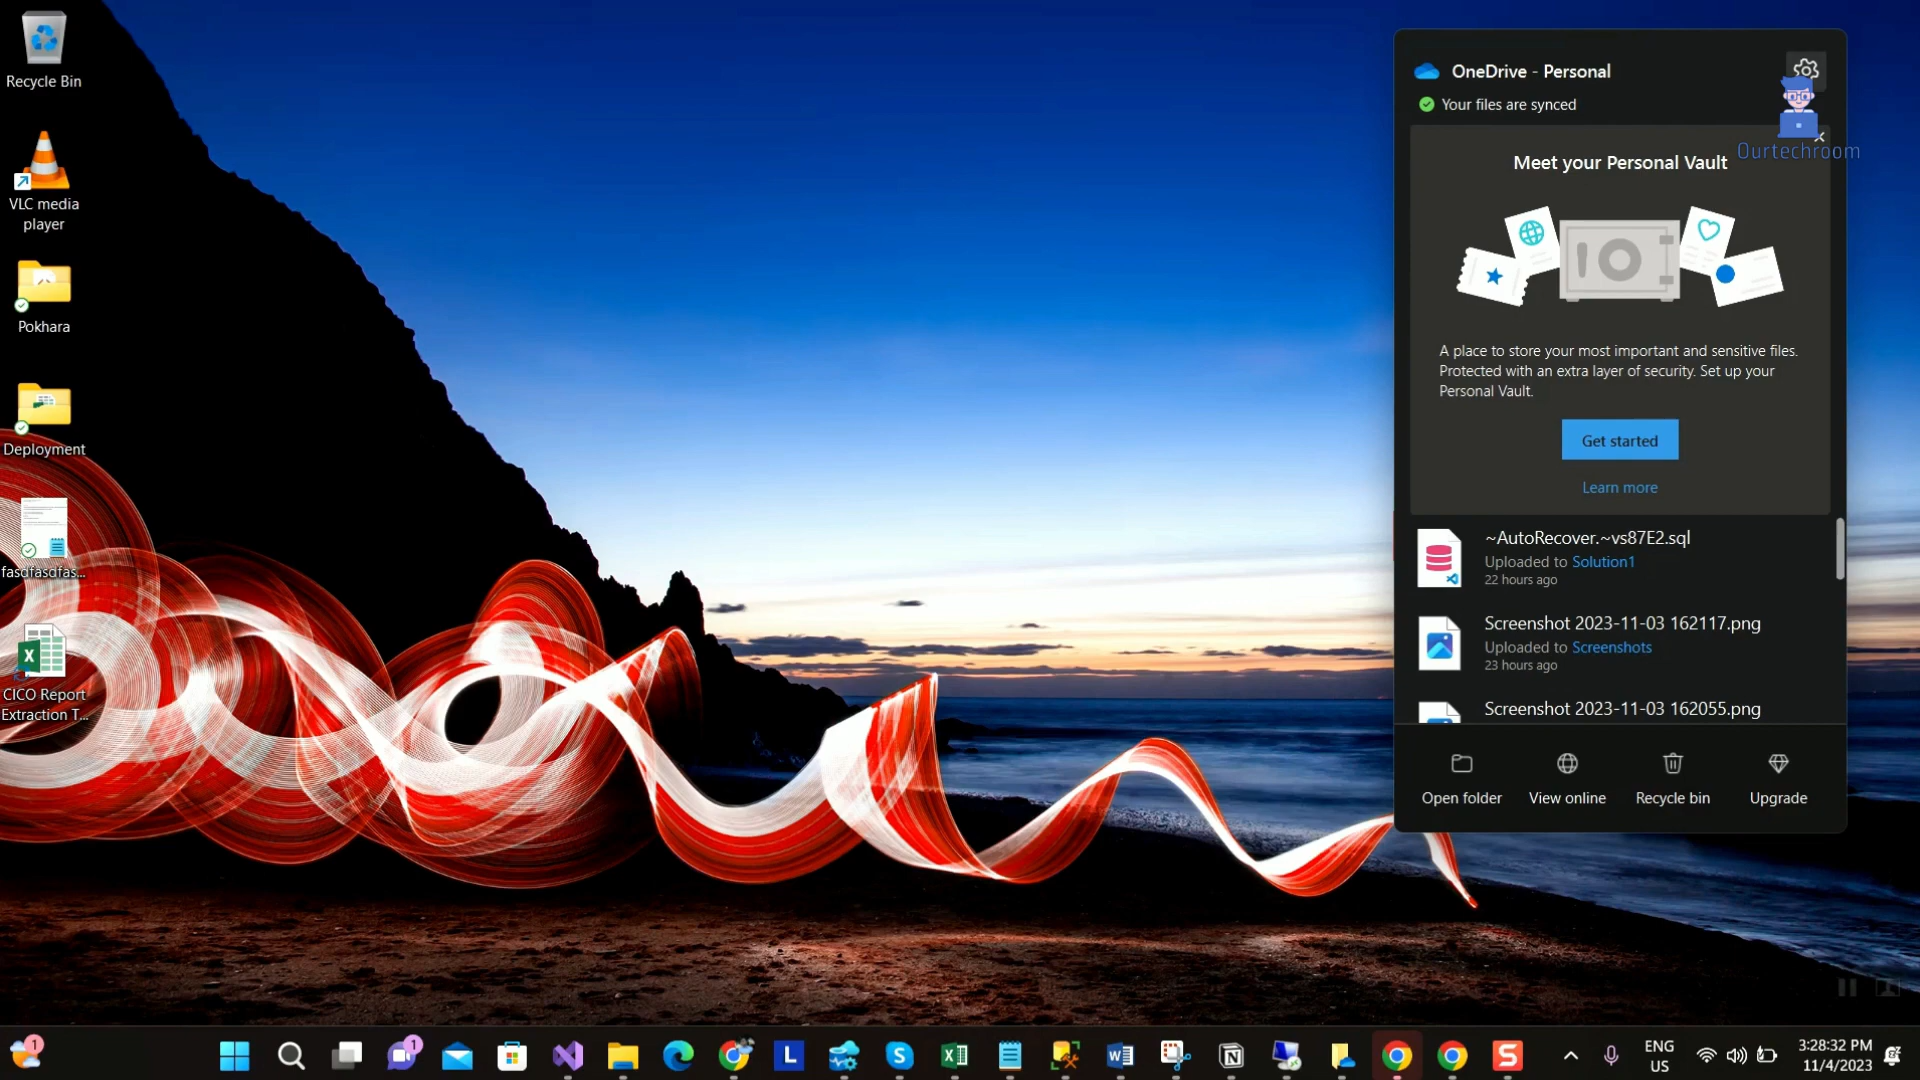 Recycle Bin
VLC media
player
Pokhara
Deployment
fasdfasdfas...
CICO Report
Extraction T...
OneDrive - Personal
Your files are synced
Ourtechroom
Meet your Personal Vault
A place to store your most important and sensitive files.
Protected with an extra layer of security. Set up your
Personal Vault.
Get started
Learn more
~AutoRecover.~vs87E2.sql
Uploaded to Solution1
22 hours ago
Screenshot 2023-11-03 162117.png
Uploaded to Screenshots
23 hours ago
Screenshot 2023-11-03 162055.png
Open folder
View online
Recycle bin
Upgrade
1
1
L
ENG
US
3:28:32 PM
11/4/2023